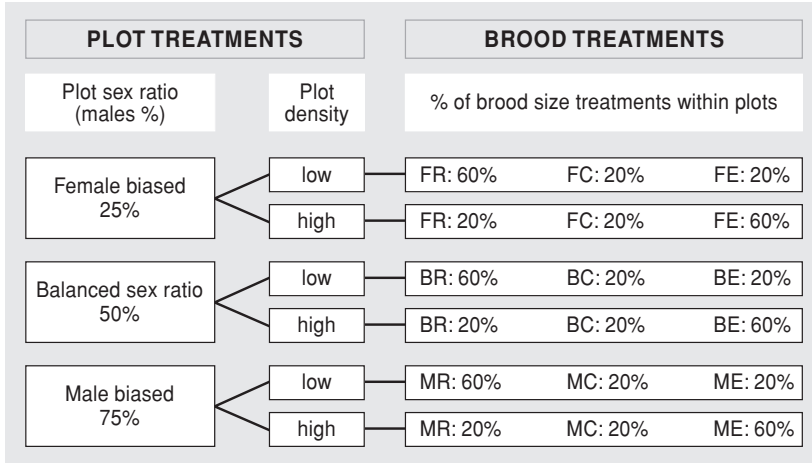 PLOT TREATMENTS
BROOD TREATMENTS
Plot sex ratio
(males %)
Plot
density
% of brood size treatments within plots
Female biased
25%
low
FR: 60% FC: 20% FE: 20%
high
FR: 20% FC: 20% FE: 60%
Balanced sex ratio
50%
low
BR: 60% BC: 20% BE: 20%
high
BR: 20% BC: 20% BE: 60%
Male biased
75%
low
MR: 60% MC: 20% ME: 20%
high
MR: 20% MC: 20% ME: 60%